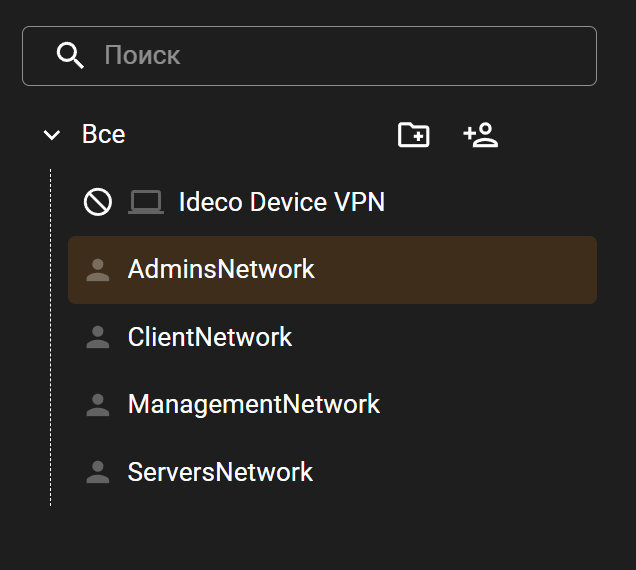 Поиск
Все
Ideco Device VPN
AdminsNetwork
ClientNetwork
ManagementNetwork
ServersNetwork